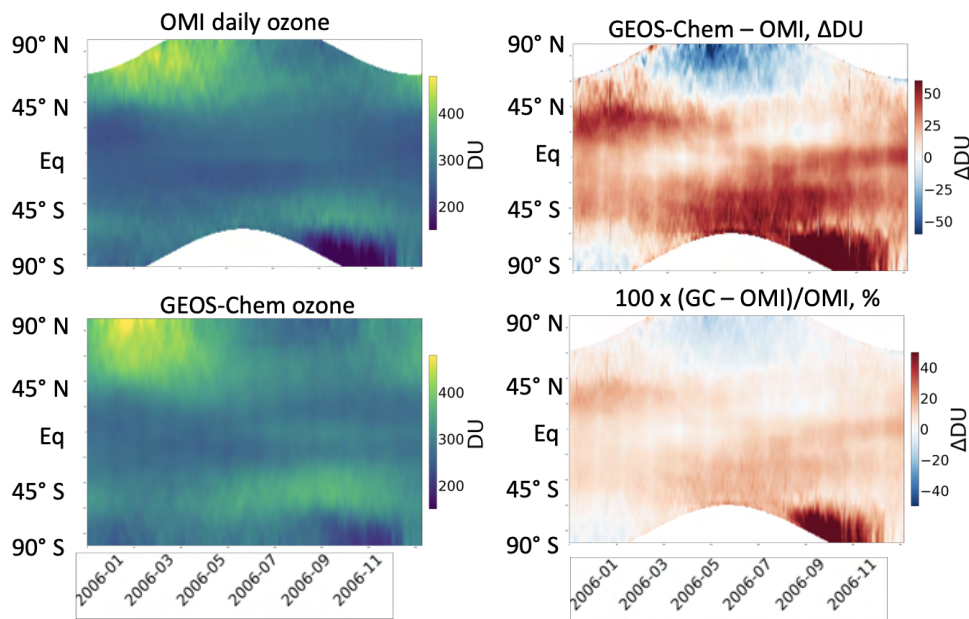 OMI daily ozone
90° N
45° N
Eq
45° S
90° S
400
300
200
DU
GEOS-Chem – OMI, ΔDU
90° N
45° N
Eq
45° S
90° S
50
25
0
−25
−50
ΔDU
GEOS-Chem ozone
90° N
45° N
Eq
45° S
90° S
400
300
200
DU
2006-01
2006-03
2006-05
2006-07
2006-09
2006-11
100 x (GC – OMI)/OMI, %
90° N
45° N
Eq
45° S
90° S
40
20
0
−20
−40
ΔDU
2006-01
2006-03
2006-05
2006-07
2006-09
2006-11